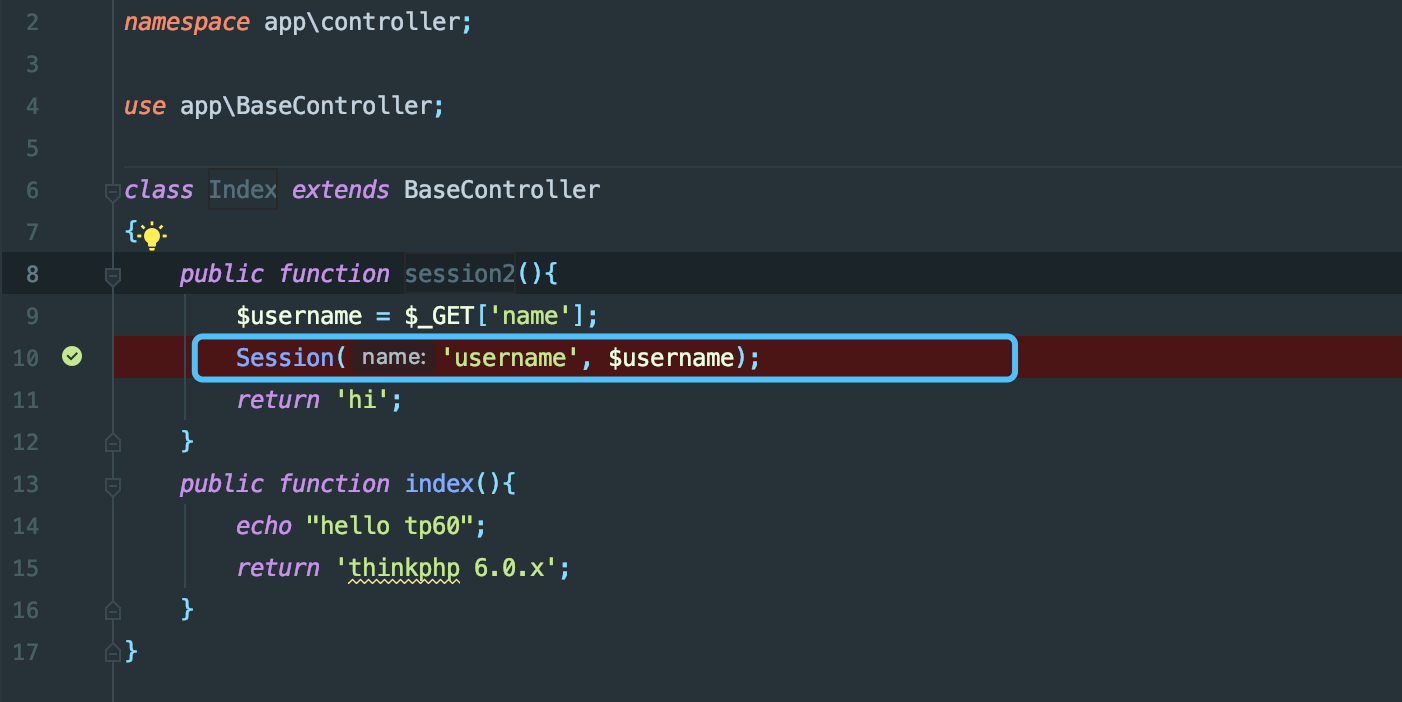 2 namespace app\controller;
3
4 use app\BaseController;
5
6 class Index extends BaseController
7 {
8 public function session2(){
9 $username = $_GET['name'];
10 Session( name: 'username', $username);
11 return 'hi';
12 }
13 public function index(){
14 echo "hello tp60";
15 return 'thinkphp 6.0.x';
16 }
17 }